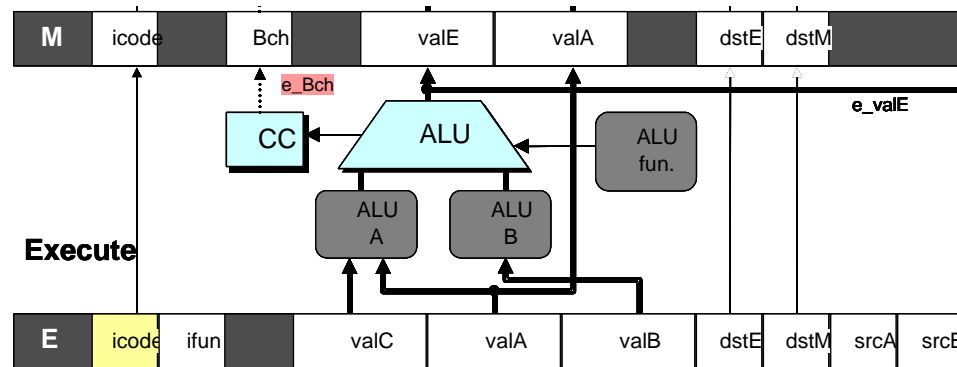 M icode Bch valE valA dstE dstM
e_Bch
e_valE
CC ALU ALU
fun.
ALU ALU
A B
Execute
E icode ifun valC valA valB dstE dstM srcA srcB